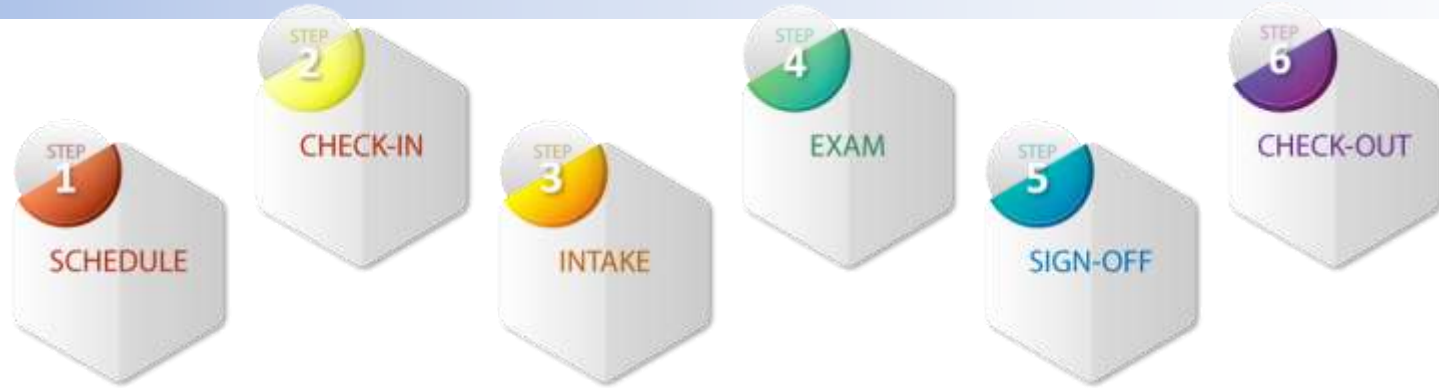 STEP
1
SCHEDULE
STEP
2
CHECK-IN
STEP
3
INTAKE
STEP
4
EXAM
STEP
5
SIGN-OFF
STEP
6
CHECK-OUT